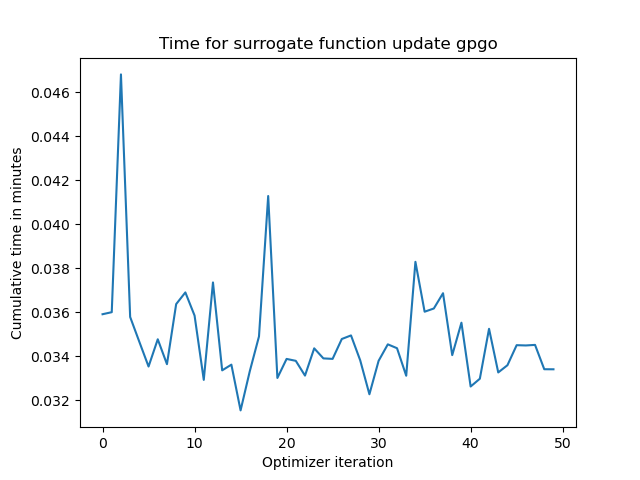 Time for surrogate function update gpgo
Cumulative time in minutes
0.046
0.044
0.042
0.040
0.038
0.036
0.034
0.032
0 10 20 30 40 50
Optimizer iteration